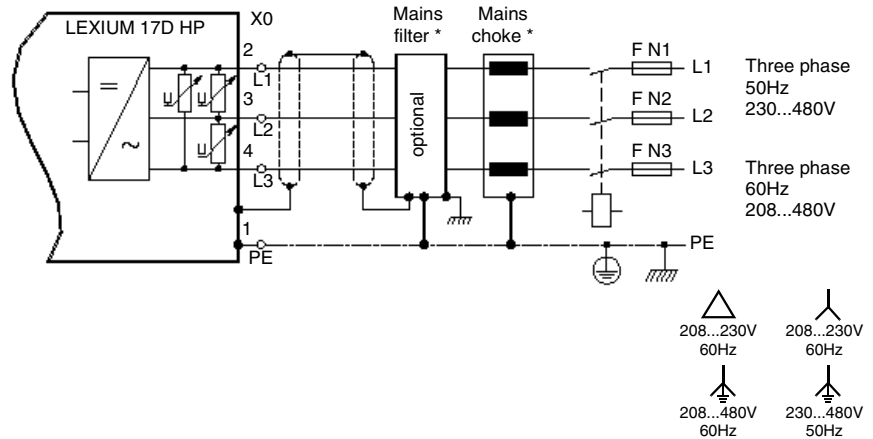 LEXIUM 17D HP
X0
Mains
filter *
Mains
choke *
2
L1
3
L2
4
L3
1
PE
optional
F N1
L1
F N2
L2
F N3
L3
PE
Three phase
50Hz
230...480V
Three phase
60Hz
208...480V
U
U
U
=
~
208...230V
60Hz
208...230V
60Hz
208...480V
60Hz
230...480V
50Hz